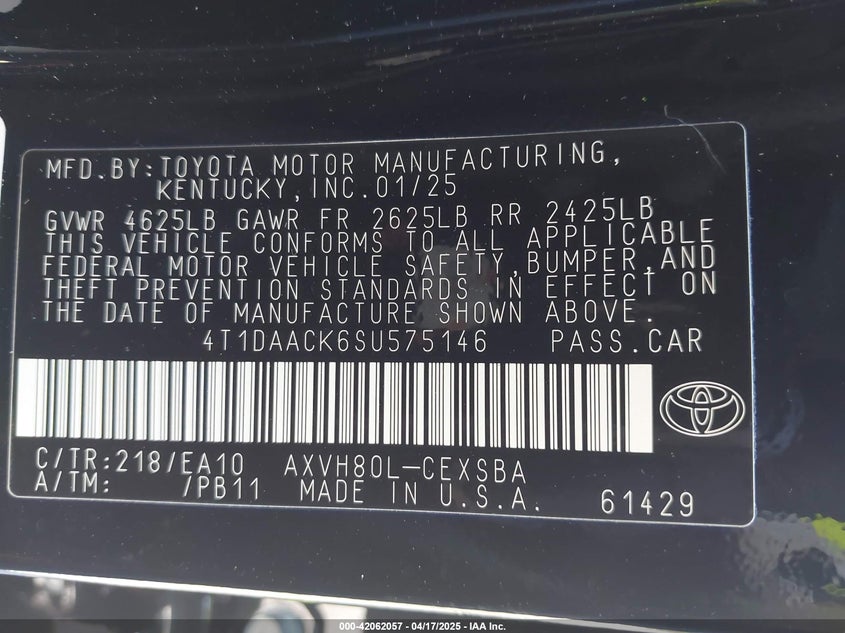 MFD.BY:TOYOTA MOTOR MANUFACTURING,
KENTUCKY,INC.01/25
GVWR 4625LB GAWR FR 2625LB RR 2425LB
THIS VEHICLE CONFORMS TO ALL APPLICABLE
FEDERAL MOTOR VEHICLE SAFETY,BUMPER,AND
THEFT PREVENTION STANDARDS IN EFFECT ON
THE DATE OF MANUFACTURE SHOWN ABOVE.
4T1DAACK6SU575146 PASS.CAR
C/TR:218/EA10 AXVH80L-CEXSBA
A/TM: /PB11 MADE IN U.S.A. 61429
000-42062057 - 04/17/2025 - IAA Inc.